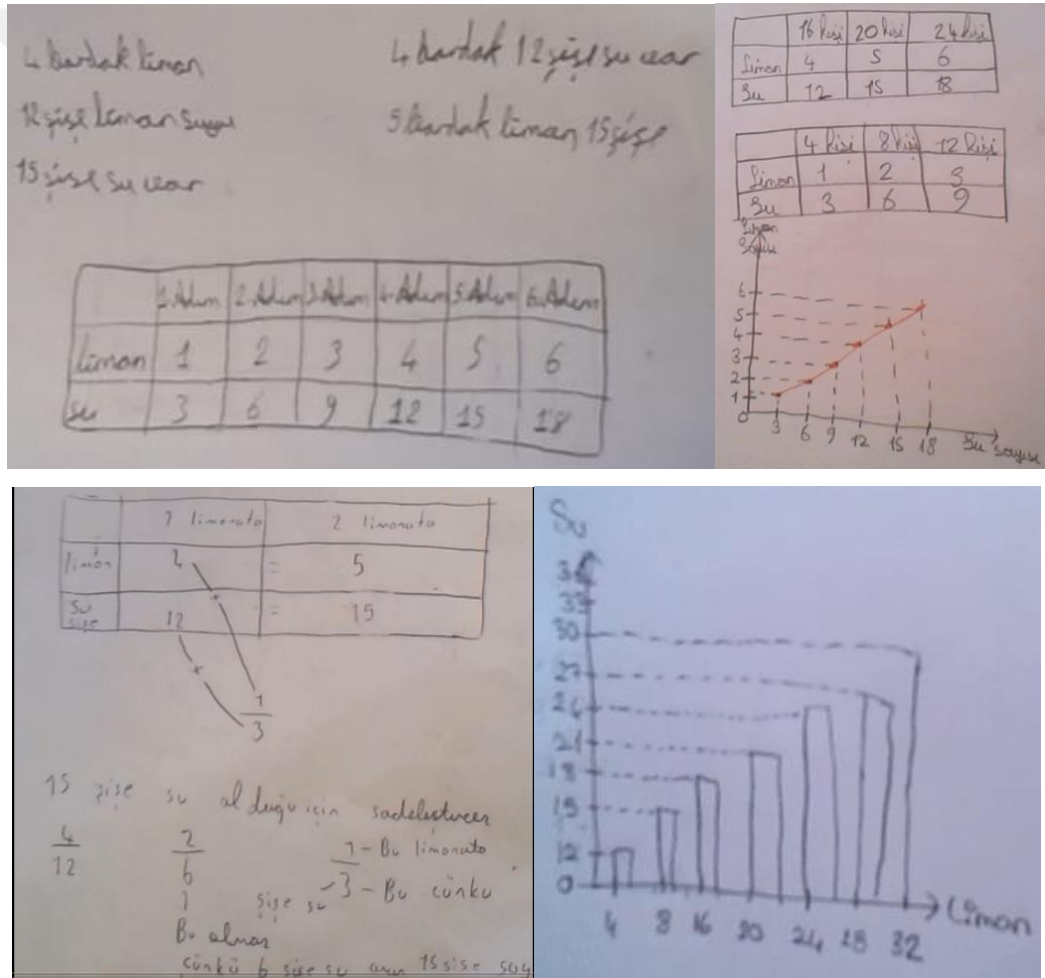 4 bardak limon
12 şişe limon suyu
15 şişe su var
4 bardak 12 şişe su var
5 bardak limon 15 şişe
1.Adım 2.Adım 3.Adım 4.Adım 5.Adım 6.Adım
limon 1 2 3 4 5 6
su 3 6 9 12 15 18
16 kişi 20 kişi 24 kişi
Limon 4 5 6
Su 12 15 18
4 kişi 8 kişi 12 kişi
Limon 1 2 3
Su 3 6 9
Limon
Sayısı
6
5
4
3
2
1
0
3 6 9 12 15 18 Su sayısı
1 limonata 2 limonata
limon 4 = 5
su
şişe 12 = 15
1
3
15 şişe su olduğu için
4 2 1 - Bu limonata
12 6 3 - Bu çünkü
1 şişe su
Bu
çünkü 6 şişe su 15 şişe
Su
33
30
27
24
21
18
15
12
0
4 8 16 20 24 28 32 Limon